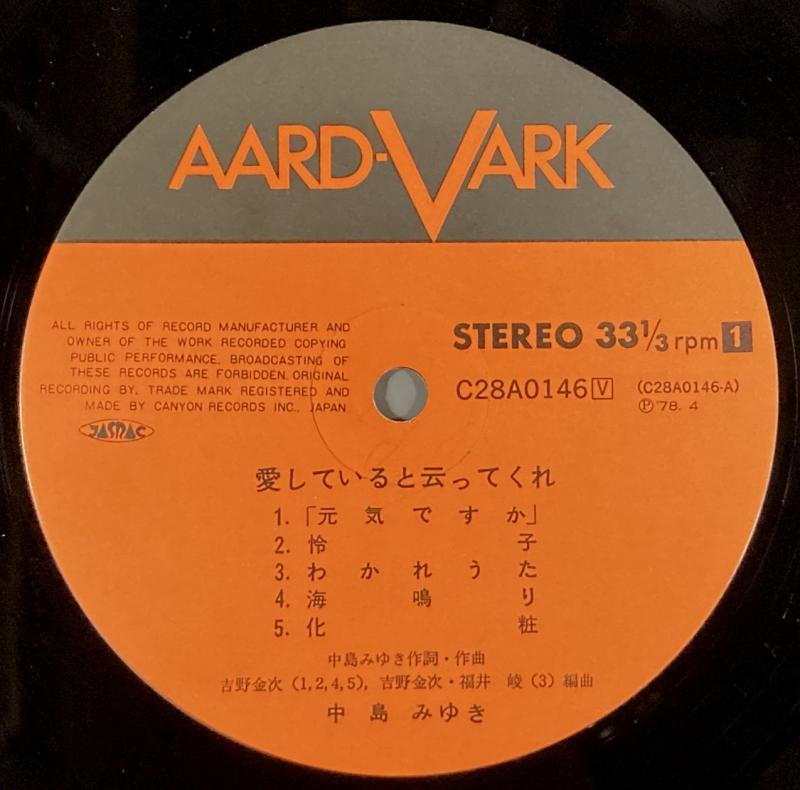 AARD-VARK
ALL RIGHTS OF RECORD MANUFACTURER AND
OWNER OF THE WORK RECORDED COPYING
PUBLIC PERFORMANCE, BROADCASTING OF
THESE RECORDS ARE FORBIDDEN. ORIGINAL
RECORDING BY, TRADE MARK REGISTERED AND
MADE BY CANYON RECORDS INC., JAPAN
JASRAC
STEREO 33 1/3 rpm 1
C28A0146 V (C28A0146-A)
Ⓟ'78. 4
愛していると云ってくれ
1.「元気ですか」
2. 怜子
3. わかれうた
4. 海鳴り
5. 化粧
中島みゆき作詞・作曲
吉野金次 (1,2,4,5), 吉野金次・福井 崚 (3) 編曲
中島 みゆき